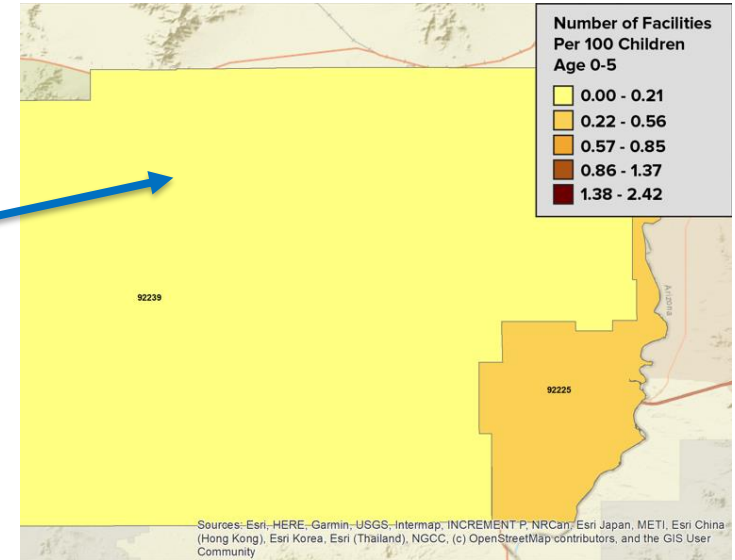 Number of Facilities
Per 100 Children
Age 0-5
0.00 - 0.21
0.22 - 0.56
0.57 - 0.85
0.86 - 1.37
1.38 - 2.42
Arizona
92239
92225
Sources: Esri, HERE, Garmin, USGS, Intermap, INCREMENT P, NRCan, Esri Japan, METI, Esri China
(Hong Kong), Esri Korea, Esri (Thailand), NGCC, (c) OpenStreetMap contributors, and the GIS User
Community